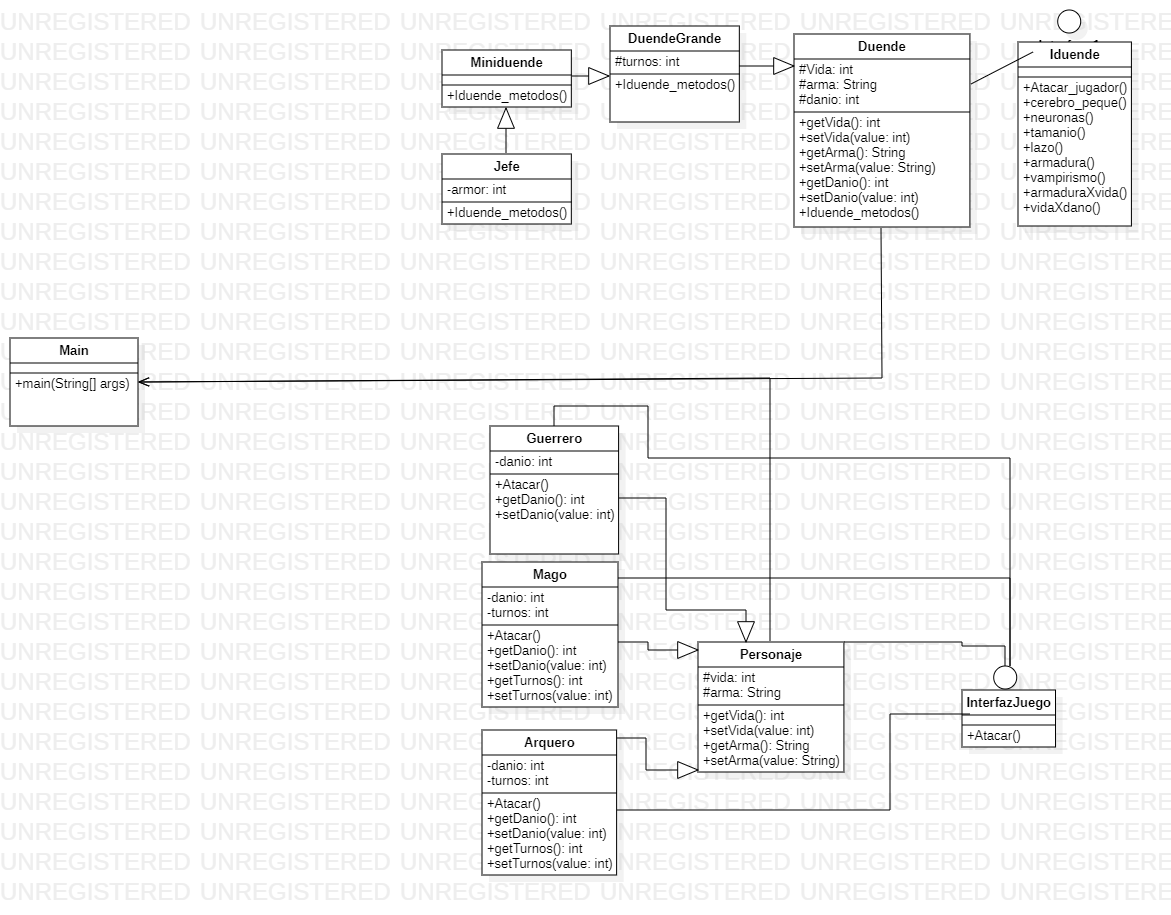 Miniduende
+Iduende_metodos()
DuendeGrande
#turnos: int
+Iduende_metodos()
Duende
#Vida: int
#arma: String
#danio: int
+getVida(): int
+setVida(value: int)
+getArma(): String
+setArma(value: String)
+getDanio(): int
+setDanio(value: int)
+Iduende_metodos()
Iduende
+Atacar_jugador()
+cerebro_peque()
+neuronas()
+tamanio()
+lazo()
+armadura()
+vampirismo()
+armaduraXvida()
+vidaXdano()
Jefe
-armor: int
+Iduende_metodos()
Main
+main(String[] args)
Guerrero
-danio: int
+Atacar()
+getDanio(): int
+setDanio(value: int)
Mago
-danio: int
-turnos: int
+Atacar()
+getDanio(): int
+setDanio(value: int)
+getTurnos(): int
+setTurnos(value: int)
Personaje
#vida: int
#arma: String
+getVida(): int
+setVida(value: int)
+getArma(): String
+setArma(value: String)
InterfazJuego
+Atacar()
Arquero
-danio: int
-turnos: int
+Atacar()
+getDanio(): int
+setDanio(value: int)
+getTurnos(): int
+setTurnos(value: int)
UNREGISTERED